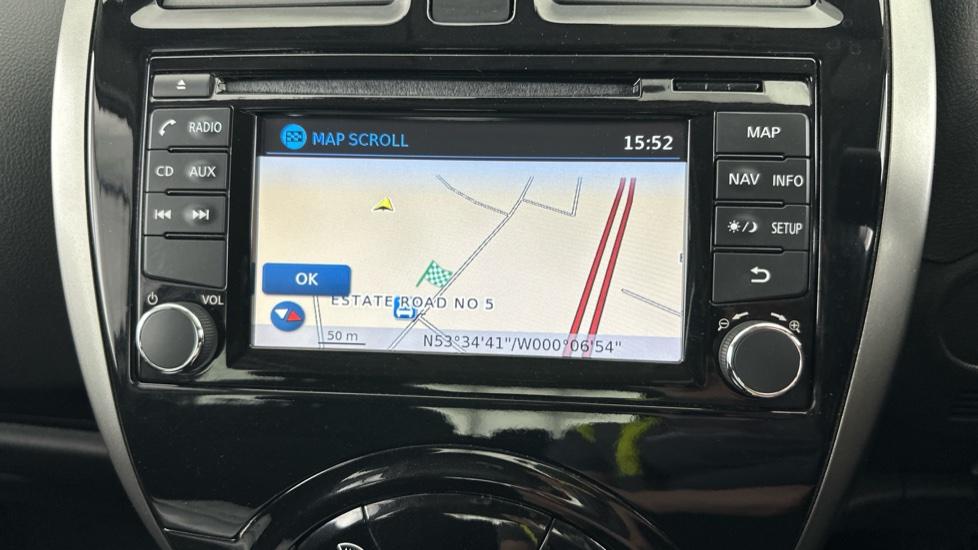 MAP SCROLL 15:52
RADIO
CD AUX
VOL
MAP
NAV INFO
SETUP
OK
ESTATE ROAD NO 5
50 m
N53°34'41"/W000°06'54"